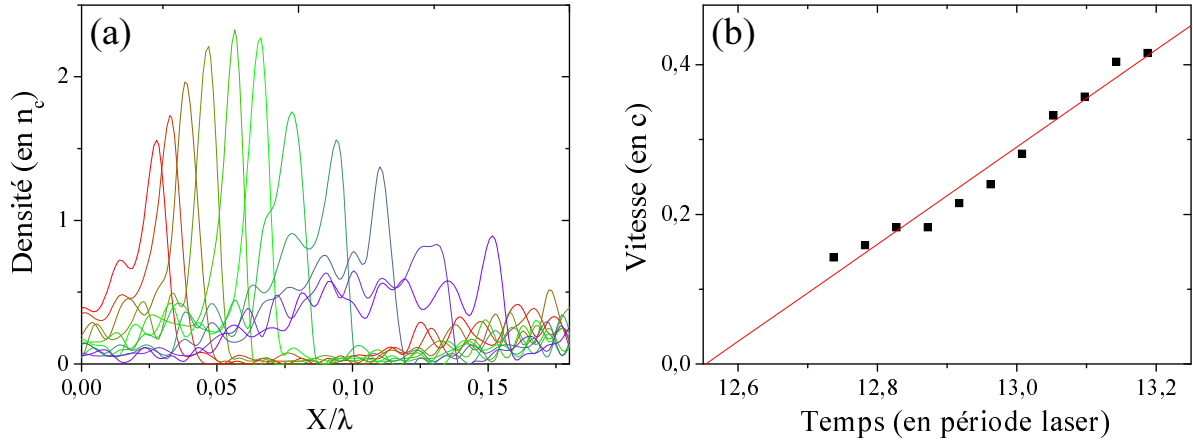 (a)
Densité (en n_c)
2
1
0
0,00
0,05
0,10
0,15
X/λ
(b)
Vitesse (en c)
0,4
0,2
0,0
12,6
12,8
13,0
13,2
Temps (en période laser)